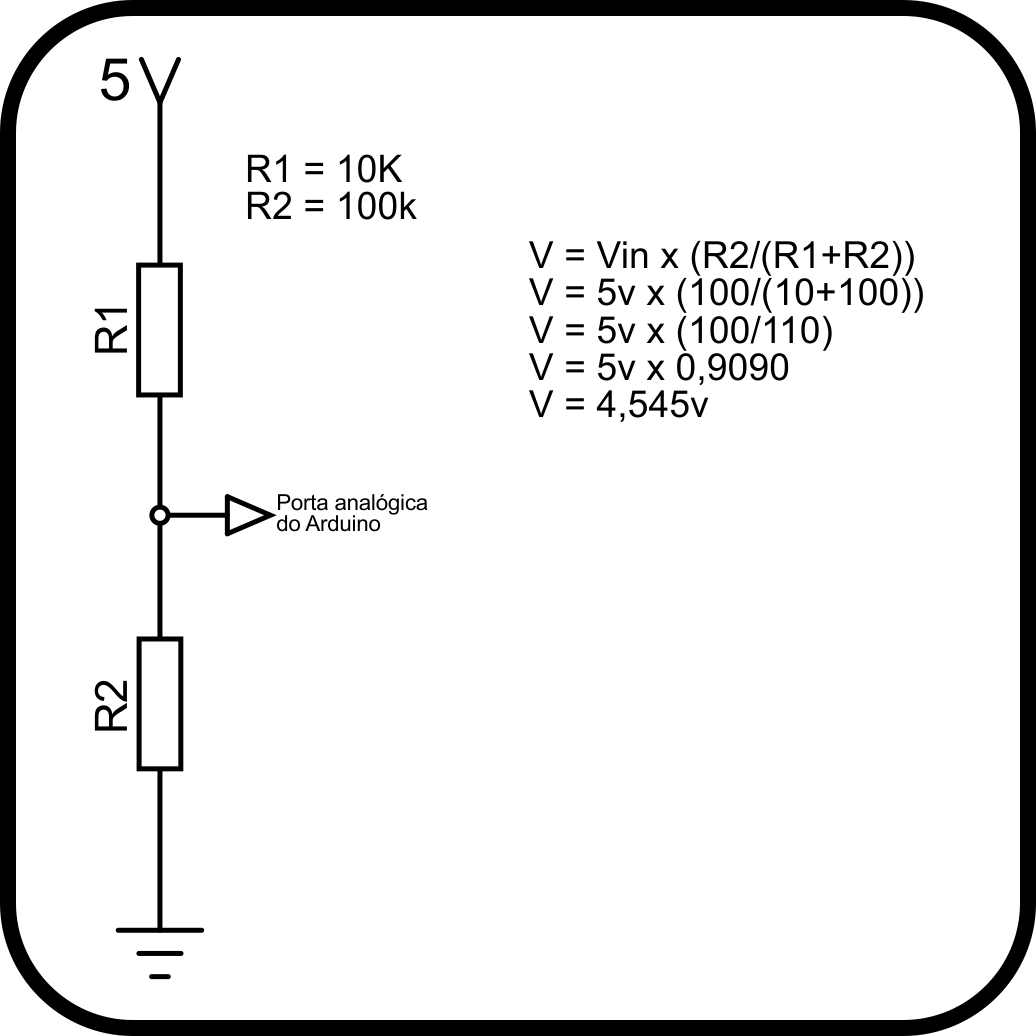 5V
R1 = 10K
R2 = 100k
V = Vin x (R2/(R1+R2))
V = 5v x (100/(10+100))
V = 5v x (100/110)
V = 5v x 0,9090
V = 4,545v
R1
Porta analógica
do Arduino
R2